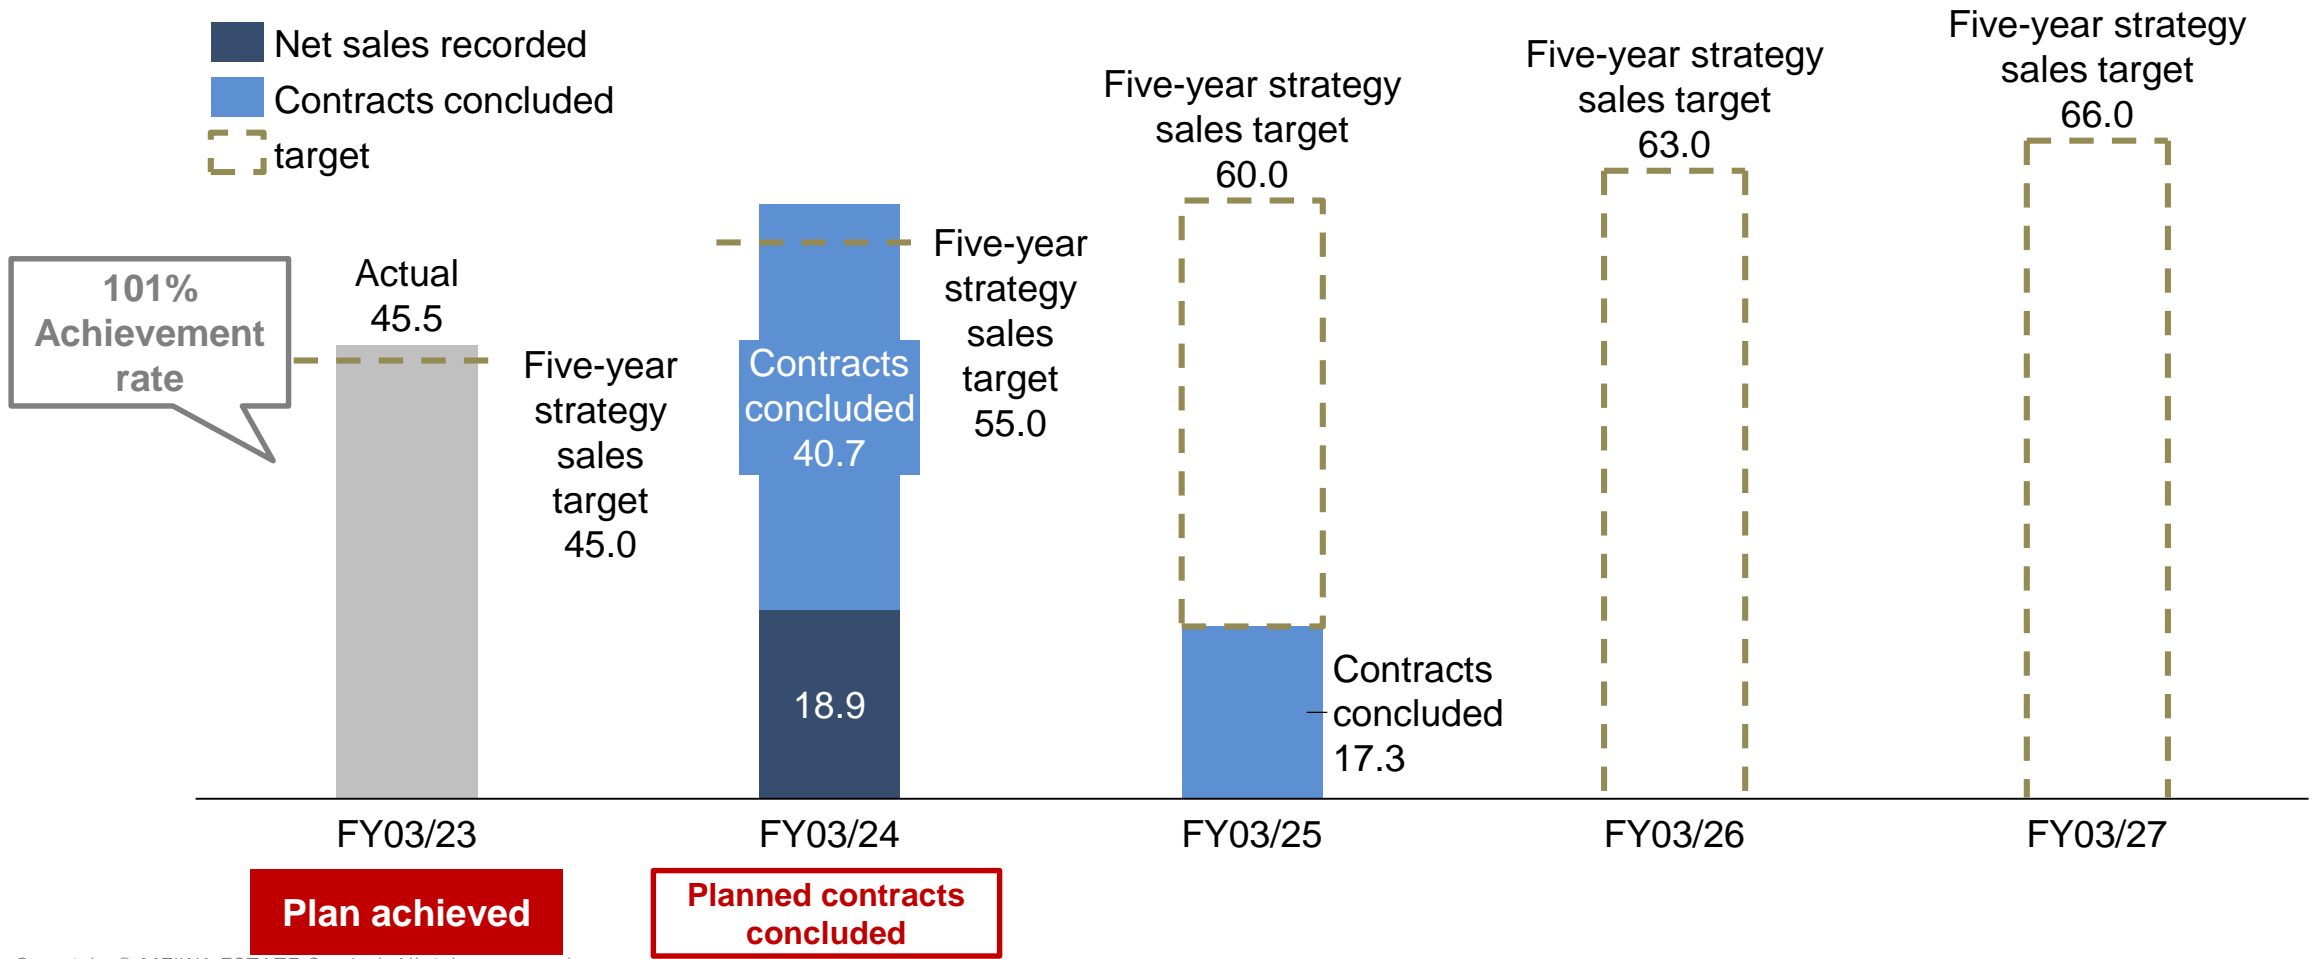 Net sales recorded
Contracts concluded
target
101%
Achievement
rate
Actual
45.5
Five-year
strategy
sales
target
45.0
Contracts
concluded
40.7
18.9
Five-year
strategy
sales
target
55.0
Five-year strategy
sales target
60.0
Contracts
concluded
17.3
Five-year strategy
sales target
63.0
Five-year strategy
sales target
66.0
FY03/23
FY03/24
FY03/25
FY03/26
FY03/27
Plan achieved
Planned contracts
concluded